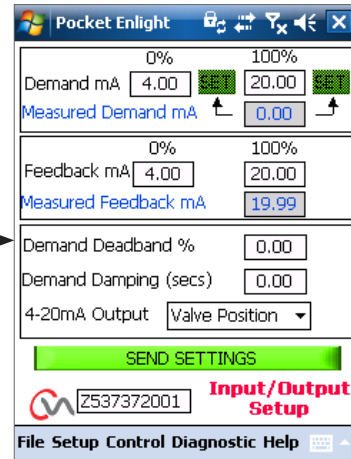 Pocket Enlight
0% 100%
Demand mA 4.00 SET 20.00 SET
Measured Demand mA 0.00
0% 100%
Feedback mA 4.00 20.00
Measured Feedback mA 19.99
Demand Deadband % 0.00
Demand Damping (secs) 0.00
4-20mA Output Valve Position
SEND SETTINGS
Z537372001 Input/Output
Setup
File Setup Control Diagnostic Help